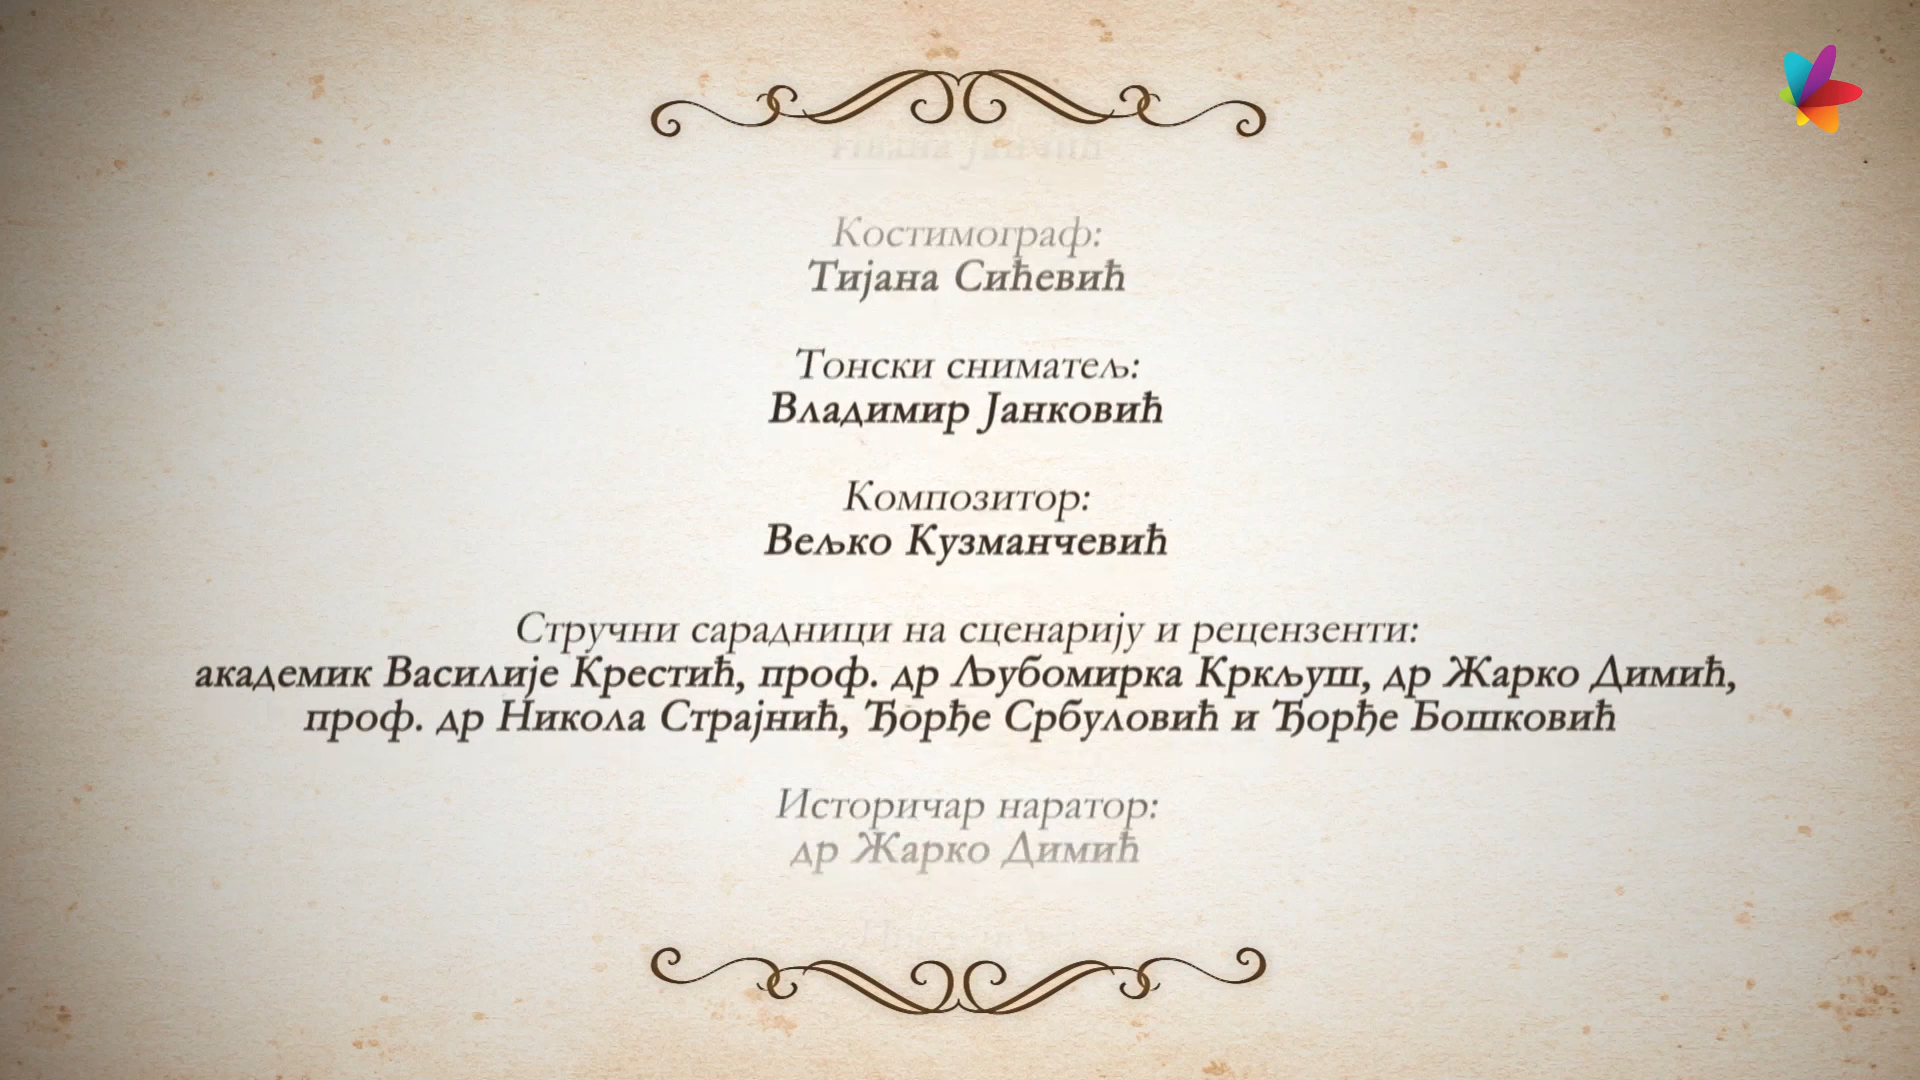 Костимограф:
Тијана Сићевић
Тонски сниматељ:
Владимир Јанковић
Композитор:
Вељко Кузманчевић
Стручни сарадници на сценарију и рецензенти:
академик Василије Крестић, проф. др Љубомирка Кркљуш, др Жарко Димић,
проф. др Никола Страјнић, Ђорђе Србуловић и Ђорђе Бошковић
Историчар наратор:
др Жарко Димић